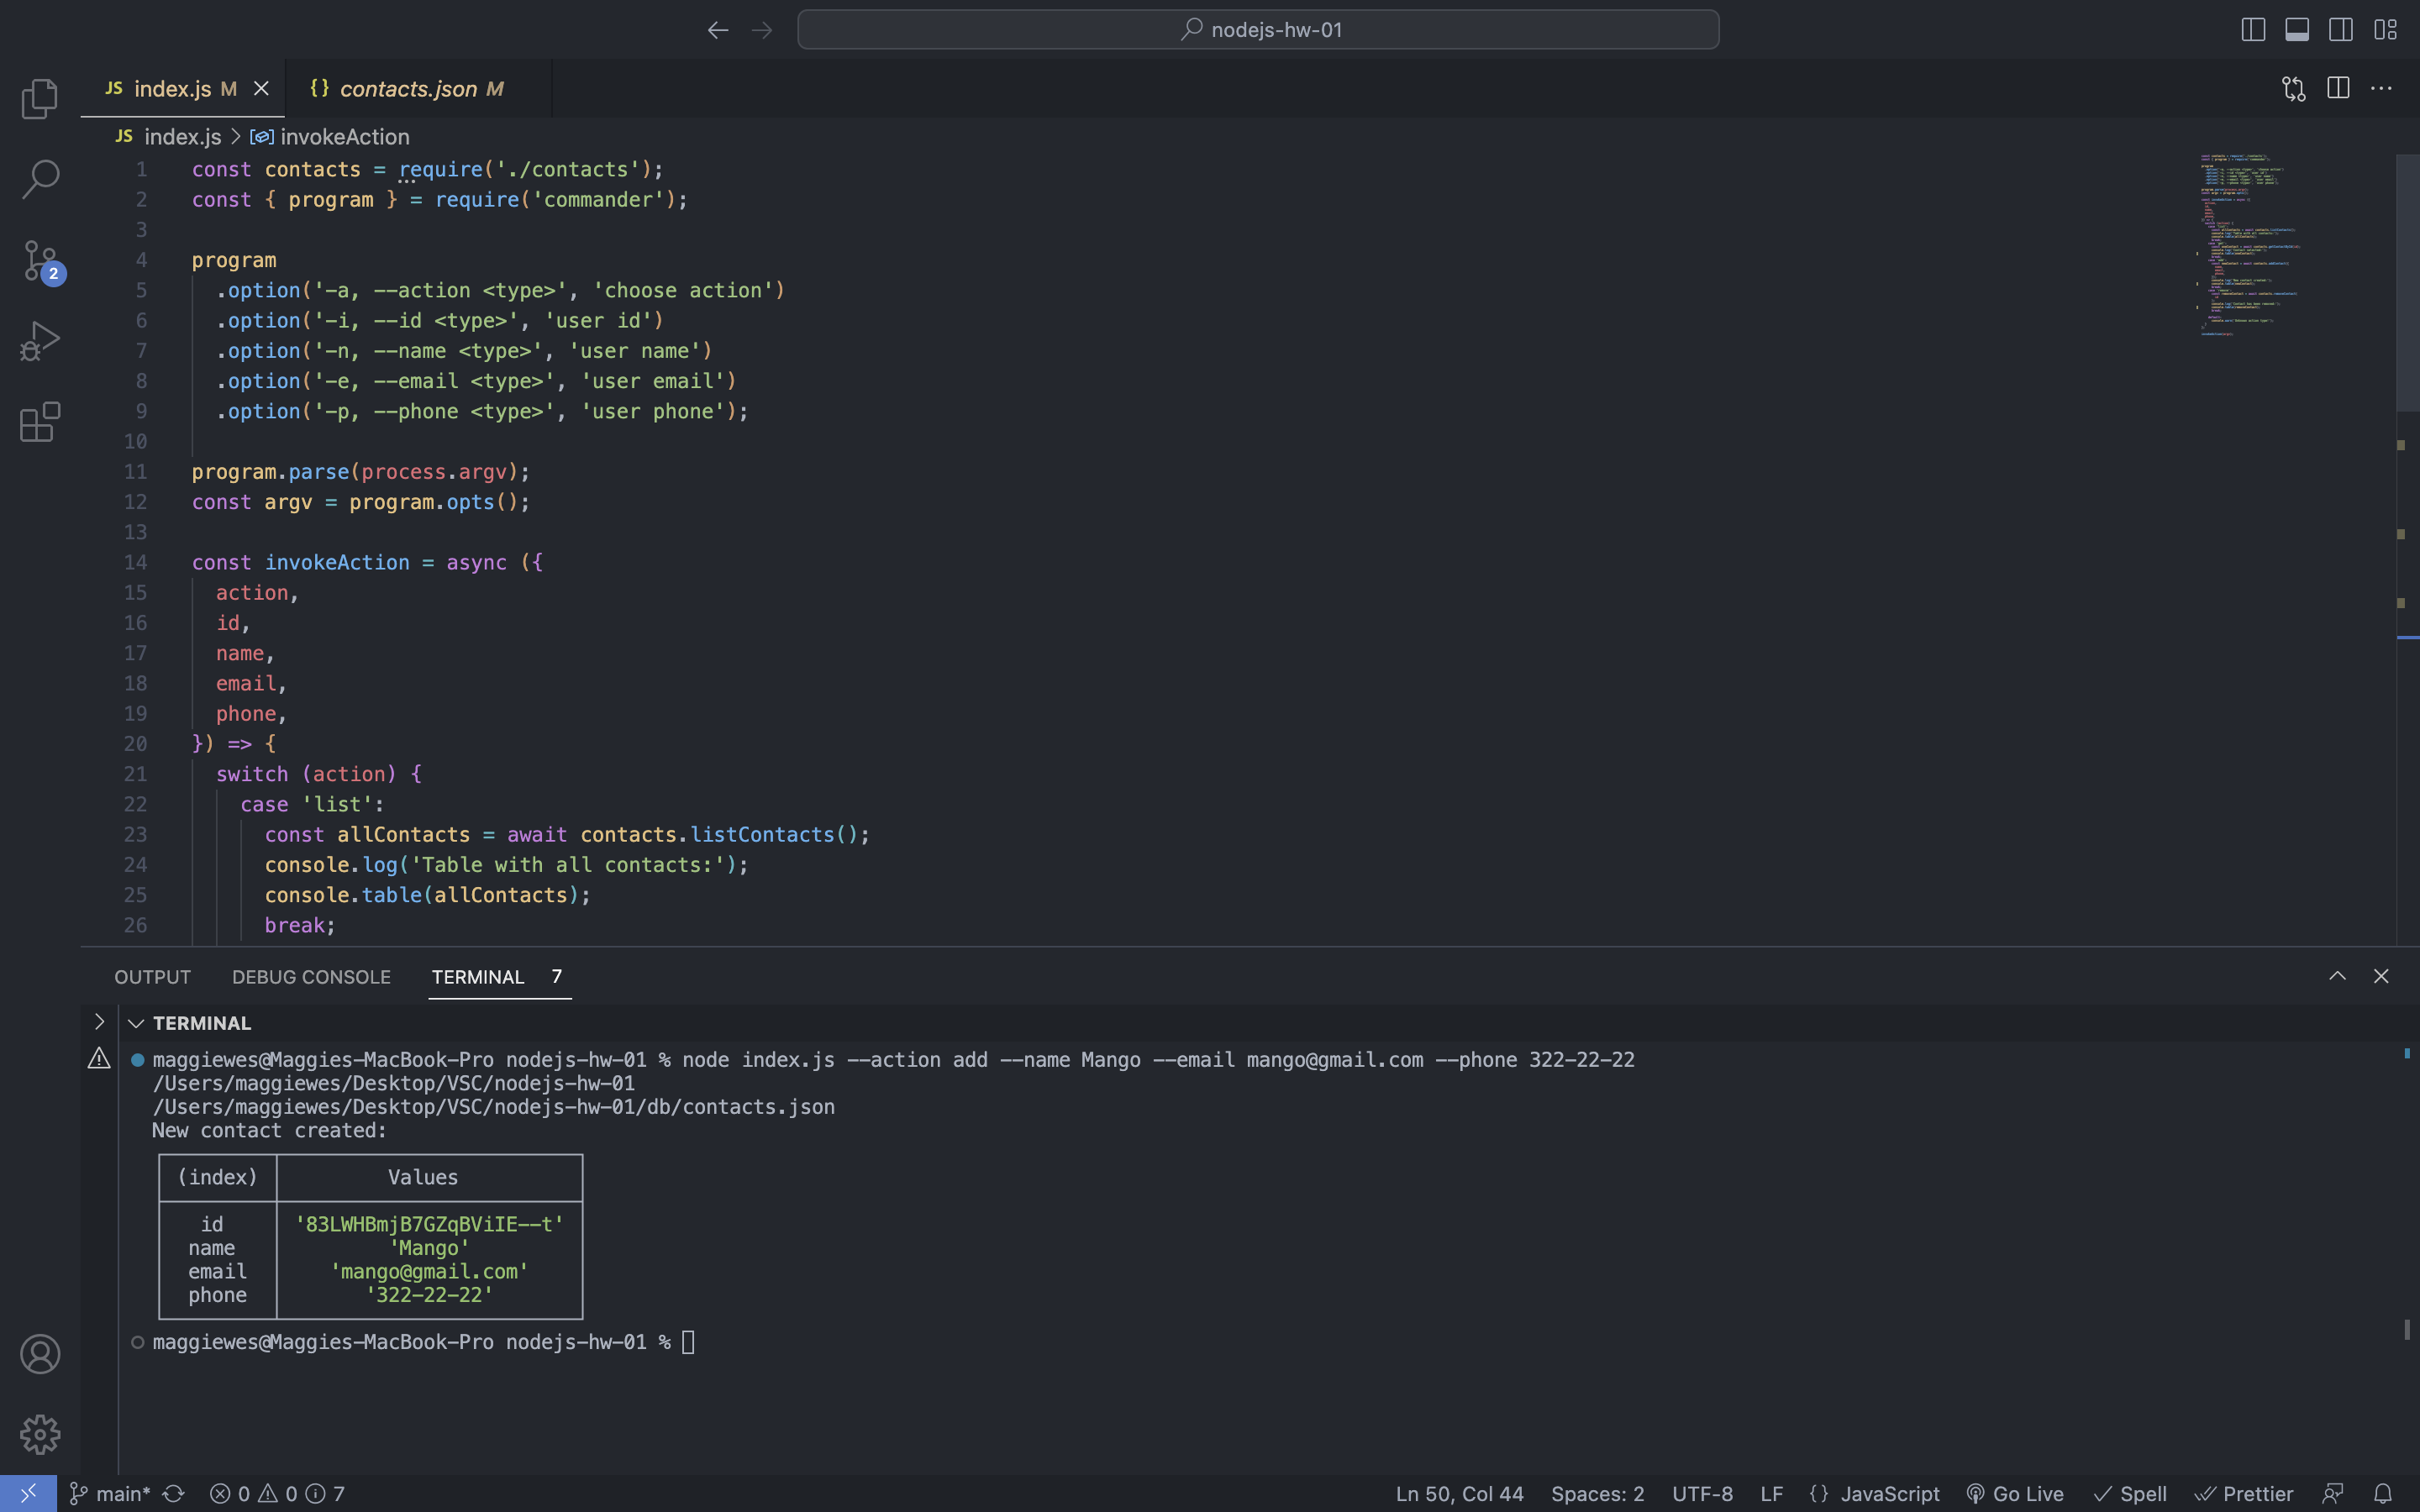 nodejs-hw-01
JS index.js M
{} contacts.json M
JS index.js > invokeAction
1 const contacts = require('./contacts');
2 const { program } = require('commander');
3
4 program
5 .option('-a, --action <type>', 'choose action')
6 .option('-i, --id <type>', 'user id')
7 .option('-n, --name <type>', 'user name')
8 .option('-e, --email <type>', 'user email')
9 .option('-p, --phone <type>', 'user phone');
10
11 program.parse(process.argv);
12 const argv = program.opts();
13
14 const invokeAction = async ({
15 action,
16 id,
17 name,
18 email,
19 phone,
20 }) => {
21 switch (action) {
22 case 'list':
23 const allContacts = await contacts.listContacts();
24 console.log('Table with all contacts:');
25 console.table(allContacts);
26 break;
2
OUTPUT DEBUG CONSOLE TERMINAL 7
TERMINAL
maggiewes@Maggies-MacBook-Pro nodejs-hw-01 % node index.js --action add --name Mango --email mango@gmail.com --phone 322-22-22
/Users/maggiewes/Desktop/VSC/nodejs-hw-01
/Users/maggiewes/Desktop/VSC/nodejs-hw-01/db/contacts.json
New contact created:
(index) Values
id '83LWHBmjB7GZqBViIE--t'
name 'Mango'
email 'mango@gmail.com'
phone '322-22-22'
maggiewes@Maggies-MacBook-Pro nodejs-hw-01 %
main* 0 0 7 Ln 50, Col 44 Spaces: 2 UTF-8 LF {} JavaScript Go Live Spell Prettier